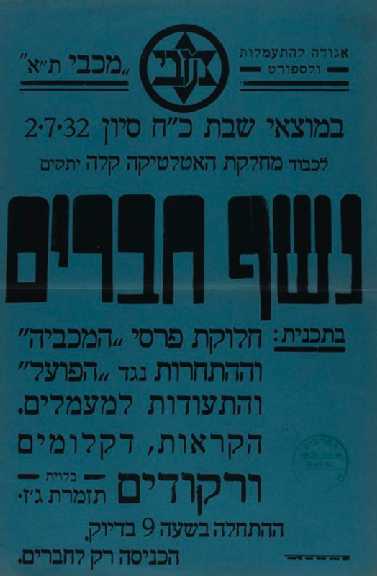 אגודה להתעמלות
ולספורט
„מכבי ת״א״
מכבי
במוצאי שבת כ״ח סיון 2.7.32
לכבוד מחלקת האטלטיקה קלה יתקים
נשף חברים
בתכנית: חלוקת פרסי „המכביה״
וההתחרות נגד „הפועל״
והתעודות למעמלים.
הקראות, דקלומים
ורקודים בלוית תזמרת ג׳ז.
ההתחלה בשעה 9 בדיוק.
הכניסה רק לחברים.